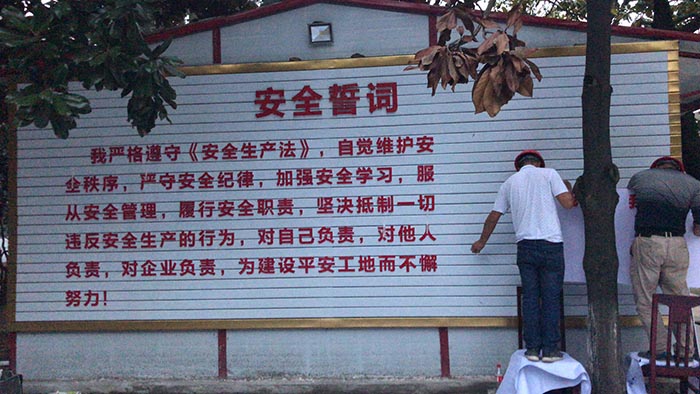 安全誓词
我严格遵守《安全生产法》，自觉维护安
全秩序，严守安全纪律，加强安全学习，服
从安全管理，履行安全职责，坚决抵制一切
违反安全生产的行为，对自己负责，对他人
负责，对企业负责，为建设平安工地而不懈
努力！